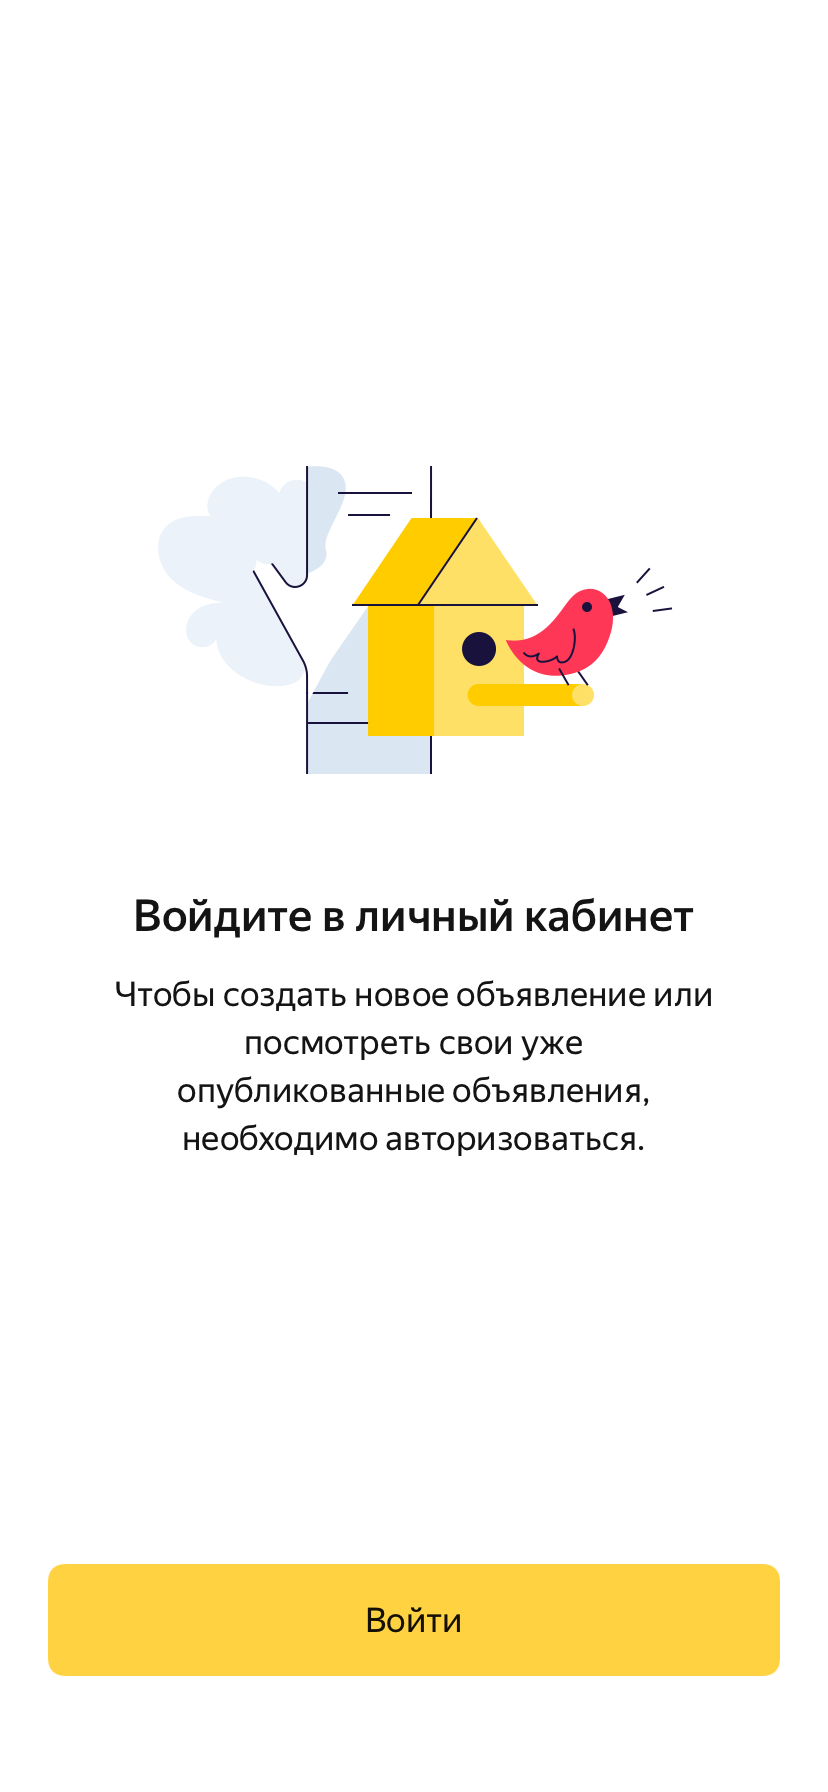 Войдите в личный кабинет
Чтобы создать новое объявление или
посмотреть свои уже
опубликованные объявления,
необходимо авторизоваться.
Войти